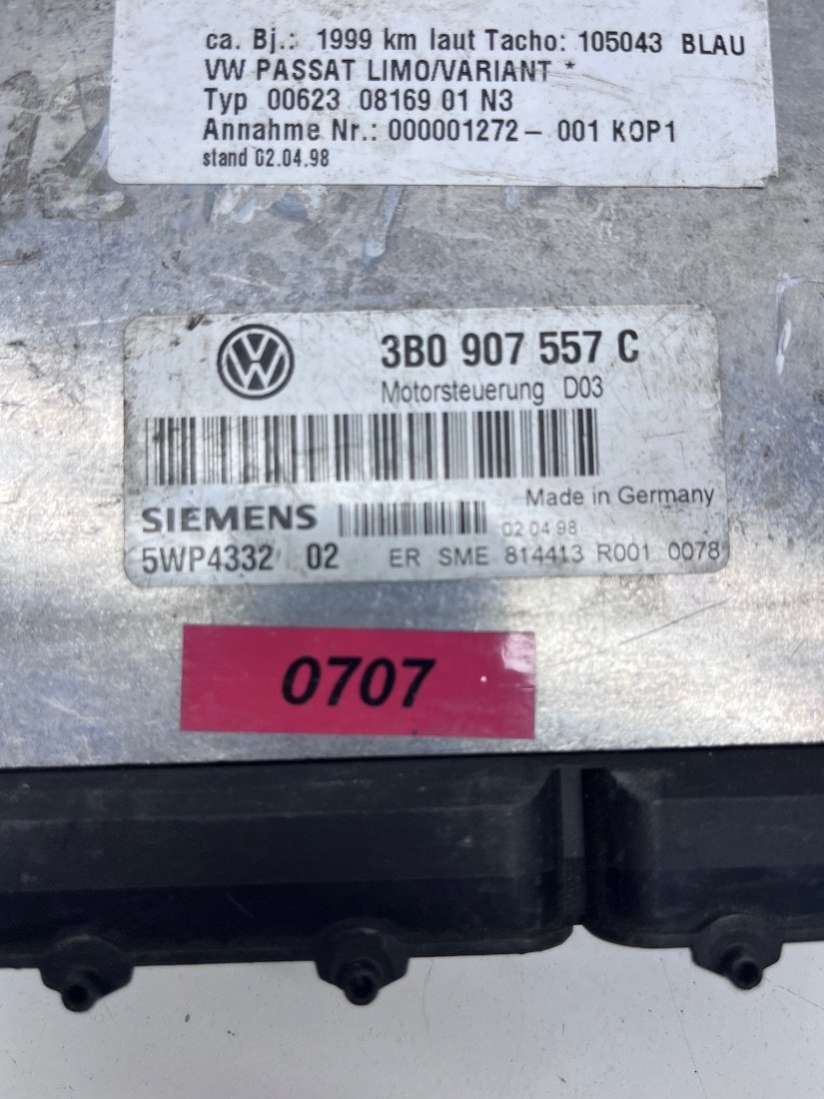 ca. Bj.: 1999 km laut Tacho: 105043 BLAU
VW PASSAT LIMO/VARIANT *
Typ 00623 08169 01 N3
Annahme Nr.: 000001272- 001 KOP1
stand 02.04.98
3B0 907 557 C
Motorsteuerung D03
Made in Germany
SIEMENS 02 04 98
5WP4332 02 ER SME 814413 R001 0078
0707